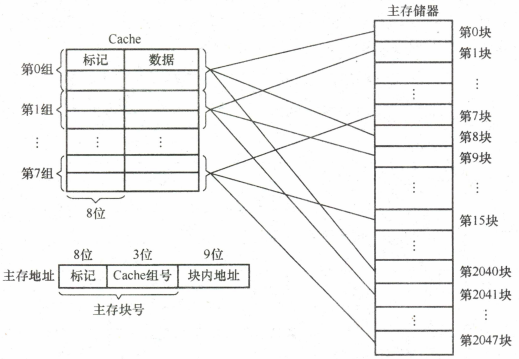 主存储器
Cache
标记 数据
第0组
第1组
⋮ ⋮ ⋮
第7组
8位
第0块
第1块
⋮ ⋮
第7块
第8块
第9块
⋮ ⋮
第15块
⋮
第2040块
第2041块
⋮ ⋮
第2047块
8位 3位 9位
主存地址 标记 Cache组号 块内地址
主存块号